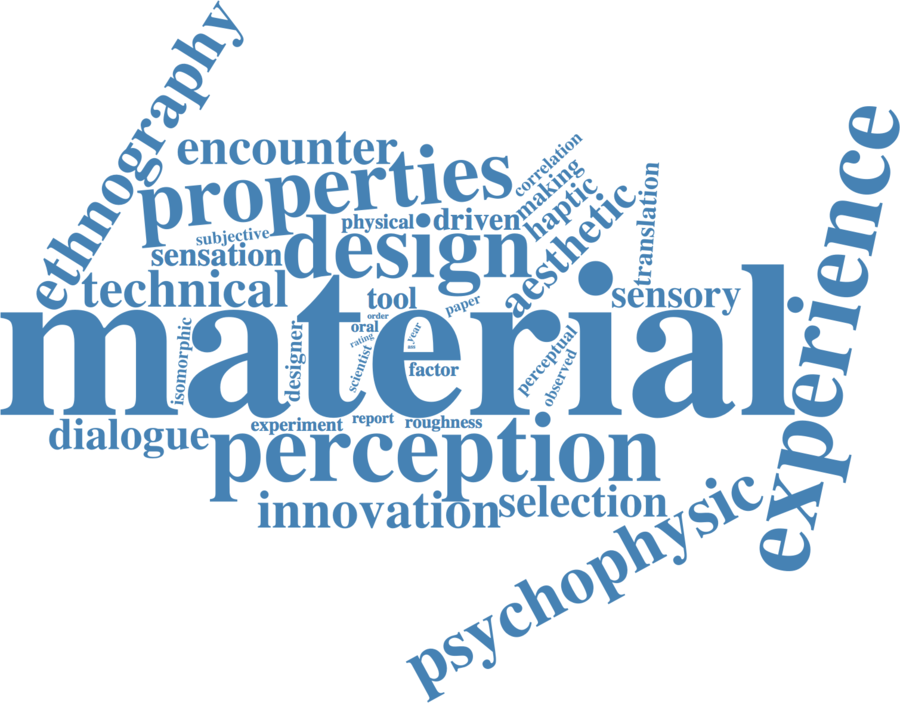 ethnography
encounter
properties
correlation
making
haptic
aesthetic
translation
experience
physical
driven
subjective
sensation
design
technical
tool
paper
sensory
order
oral
year
rating
material
isomorphic
designer
scientist
factor
perceptual
observed
dialogue
experiment
report
roughness
perception
innovation
selection
psychophysic